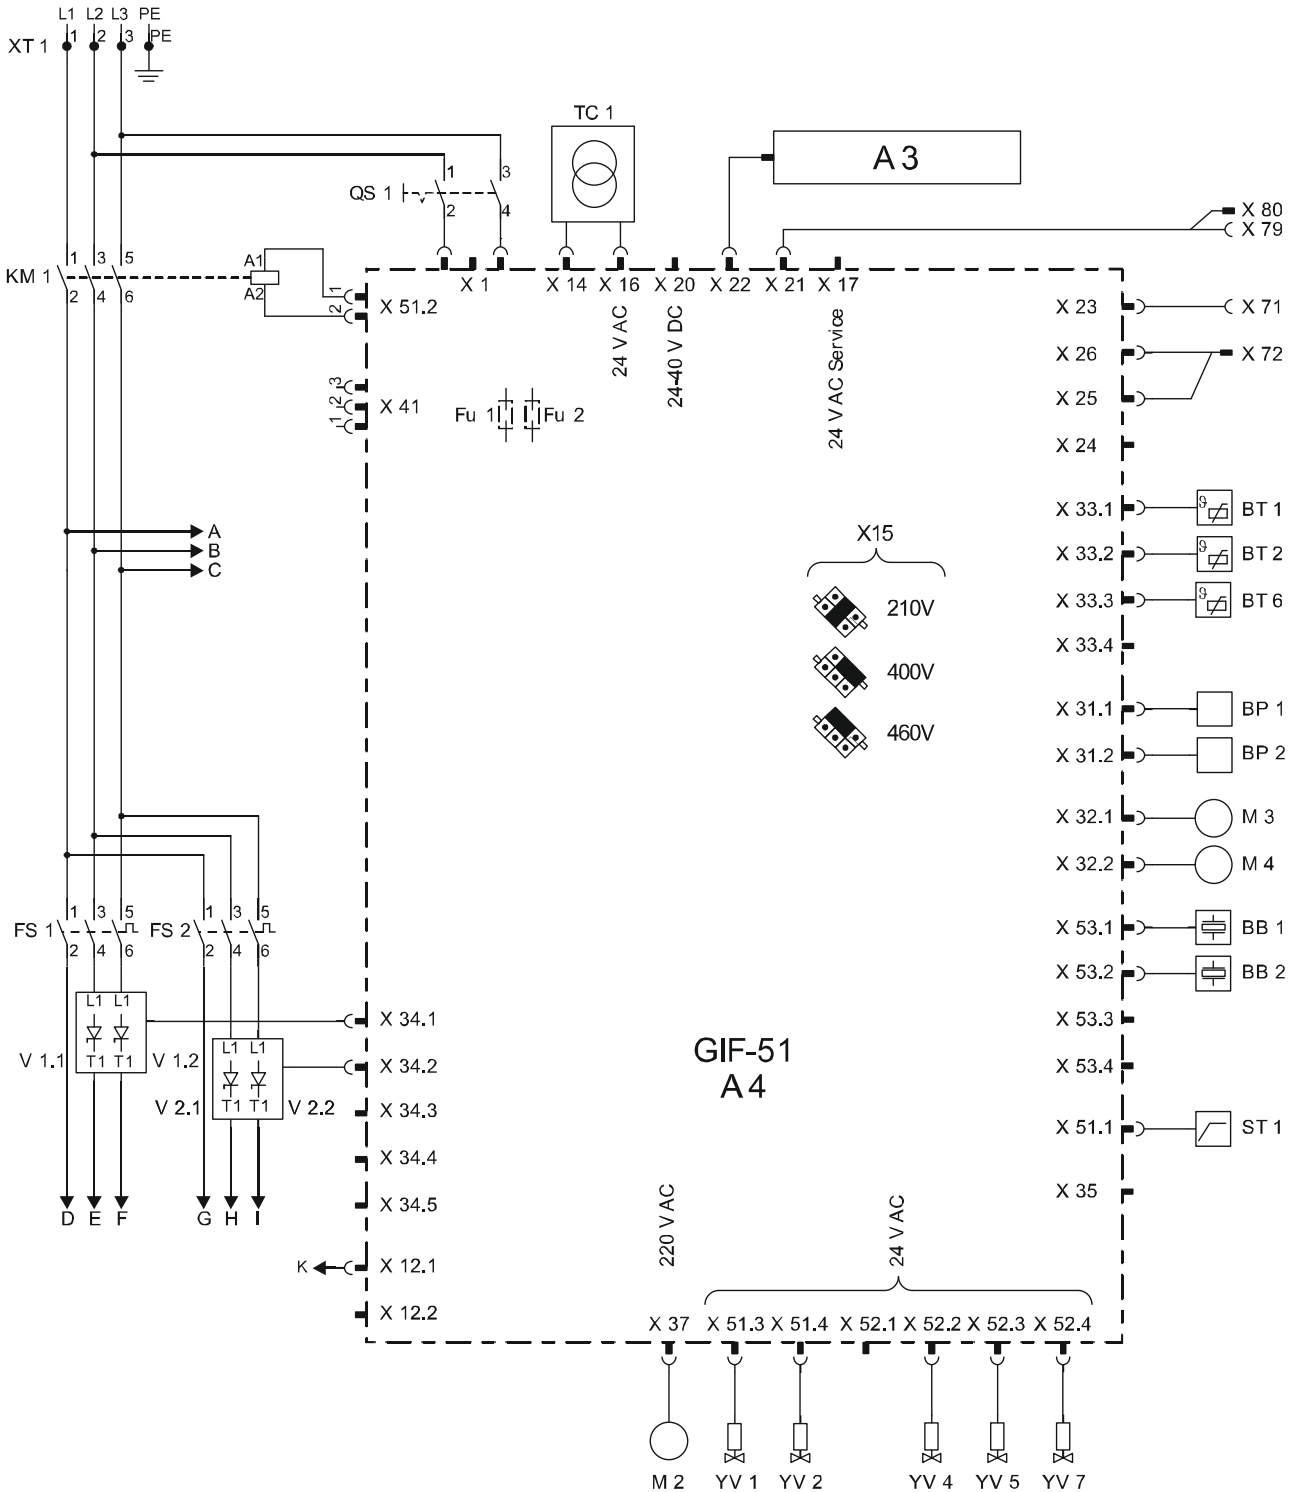 L1 L2 L3 PE
XT 1 1 2 3 PE
TC 1
A 3
QS 1 1 3
2 4
X 80
X 79
KM 1 1 3 5
2 4 6
A1
A2
1
2
X 51.2
X 1 X 14 X 16 X 20 X 22 X 21 X 17
24 V AC
24-40 V DC
24 V AC Service
X 23 X 71
X 26 X 72
X 25
X 24
3
2
1
X 41
Fu 1 Fu 2
X 33.1 ϑ BT 1
X 33.2 ϑ BT 2
X 33.3 ϑ BT 6
X 33.4
A
B
C
X15
210V
400V
460V
X 31.1 BP 1
X 31.2 BP 2
X 32.1 M 3
X 32.2 M 4
X 53.1 BB 1
X 53.2 BB 2
X 53.3
X 53.4
X 51.1 ST 1
X 35
FS 1 1 3 5
2 4 6
FS 2 1 3 5
2 4 6
L1 L1
V 1.1 T1 T1 V 1.2
L1 L1
V 2.1 T1 T1 V 2.2
X 34.1
X 34.2
X 34.3
X 34.4
X 34.5
GIF-51
A 4
D E F G H I
K X 12.1
X 12.2
220 V AC
24 V AC
X 37 X 51.3 X 51.4 X 52.1 X 52.2 X 52.3 X 52.4
M 2 YV 1 YV 2 YV 4 YV 5 YV 7